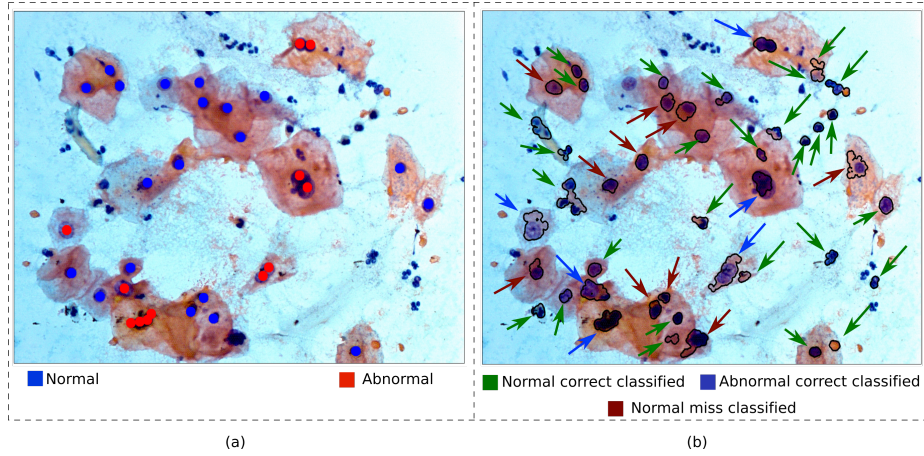 Normal
Abnormal
Normal correct classified
Abnormal correct classified
Normal miss classified
(a)
(b)